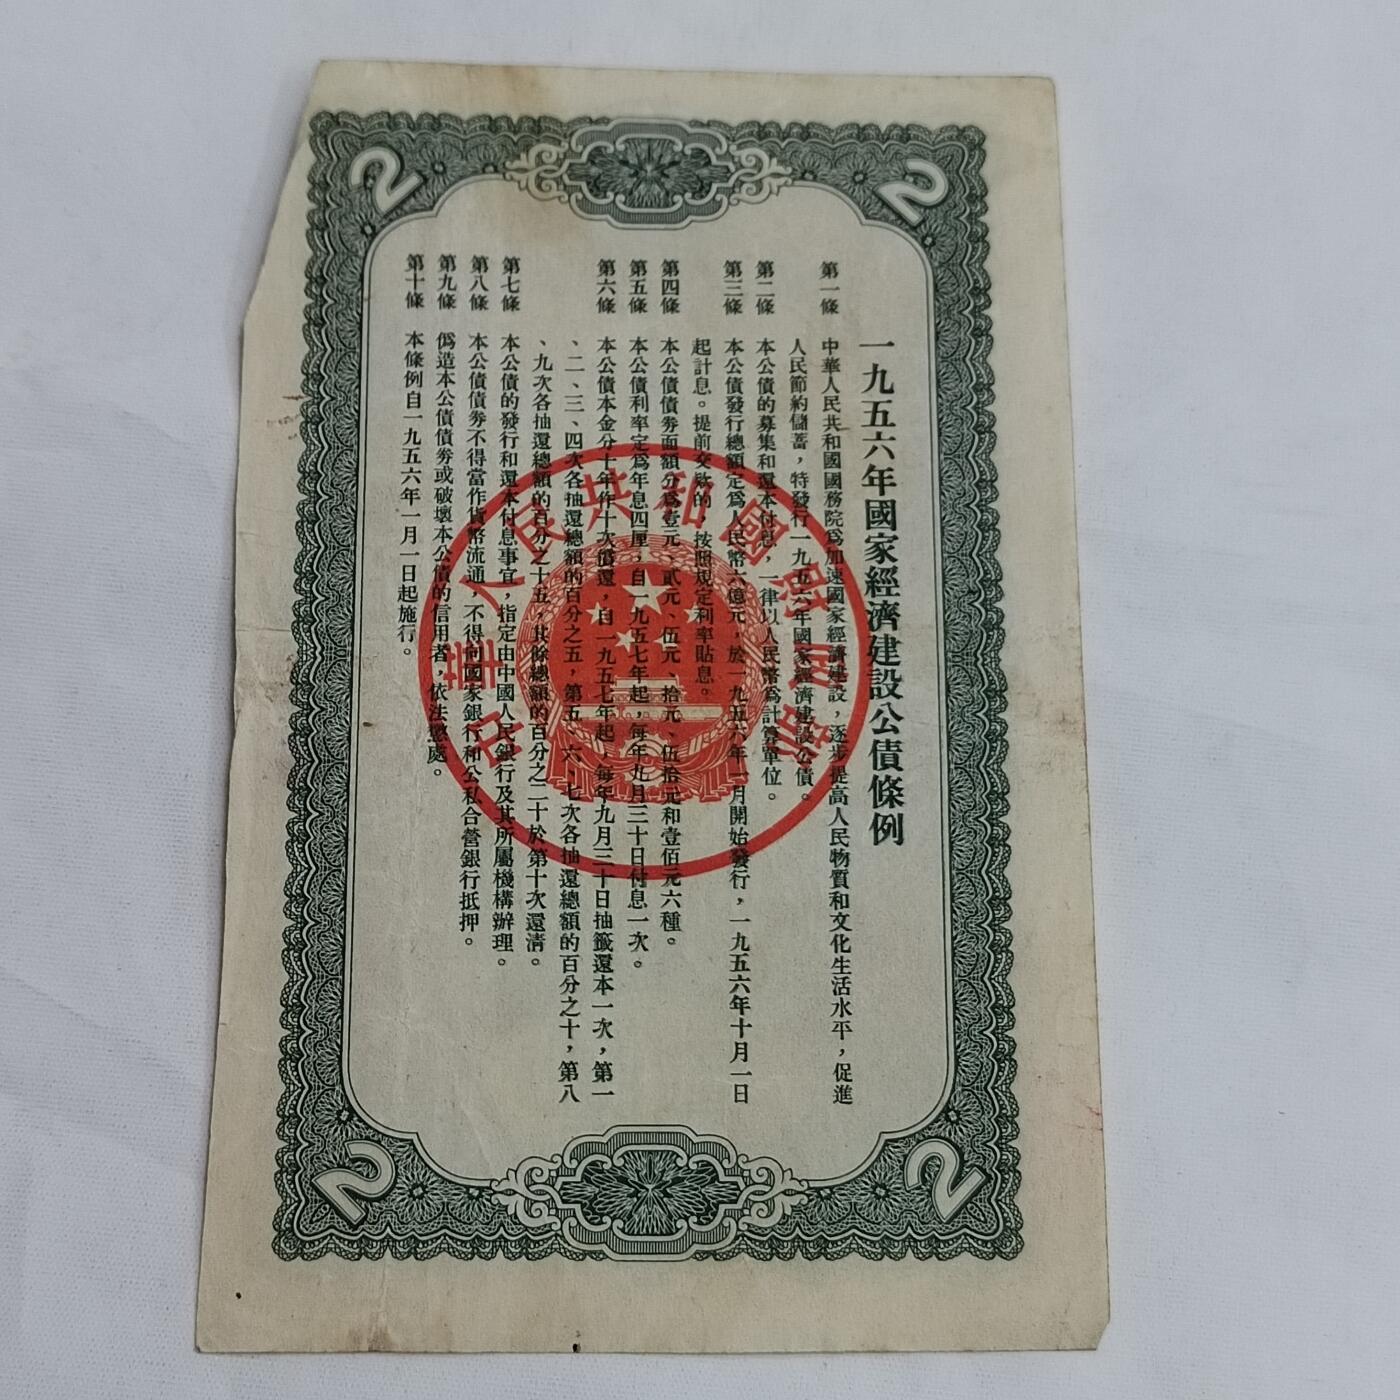 一九五六年國家經濟建設公債條例
第一條 中華人民共和國國務院爲加速國家經濟建設，逐步提高人民物質和文化生活水平，促進
人民節約儲蓄，特發行一九五六年國家經濟建設公債。
第二條 本公債的募集和還本付息，一律以人民幣爲計算單位。
第三條 本公債發行總額定爲人民幣六億元，於一九五六年一月開始發行，一九五六年十月一日
起計息。提前交款的，按照規定利率貼息。
第四條 本公債債券面額分爲壹元、貳元、伍元、拾元、伍拾元和壹佰元六種。
第五條 本公債利率定爲年息四厘，自一九五七年起，每年九月三十日付息一次。
第六條 本公債本金分十年作十次償還，自一九五七年起，每年九月三十日抽籤還本一次，第一
、二、三、四次各抽還總額的百分之五，第五、六、七次各抽還總額的百分之十，第八
、九次各抽還總額的百分之十五，其餘總額的百分之二十於第十次還清。
第七條 本公債的發行和還本付息事宜，指定由中國人民銀行及其所屬機構辦理。
第八條 本公債債券不得當作貨幣流通，不得向國家銀行和公私合營銀行抵押。
第九條 僞造本公債債券或破壞本公債的信用者，依法懲處。
第十條 本條例自一九五六年一月一日起施行。
中華人民共和國財政部
2
2
2
2